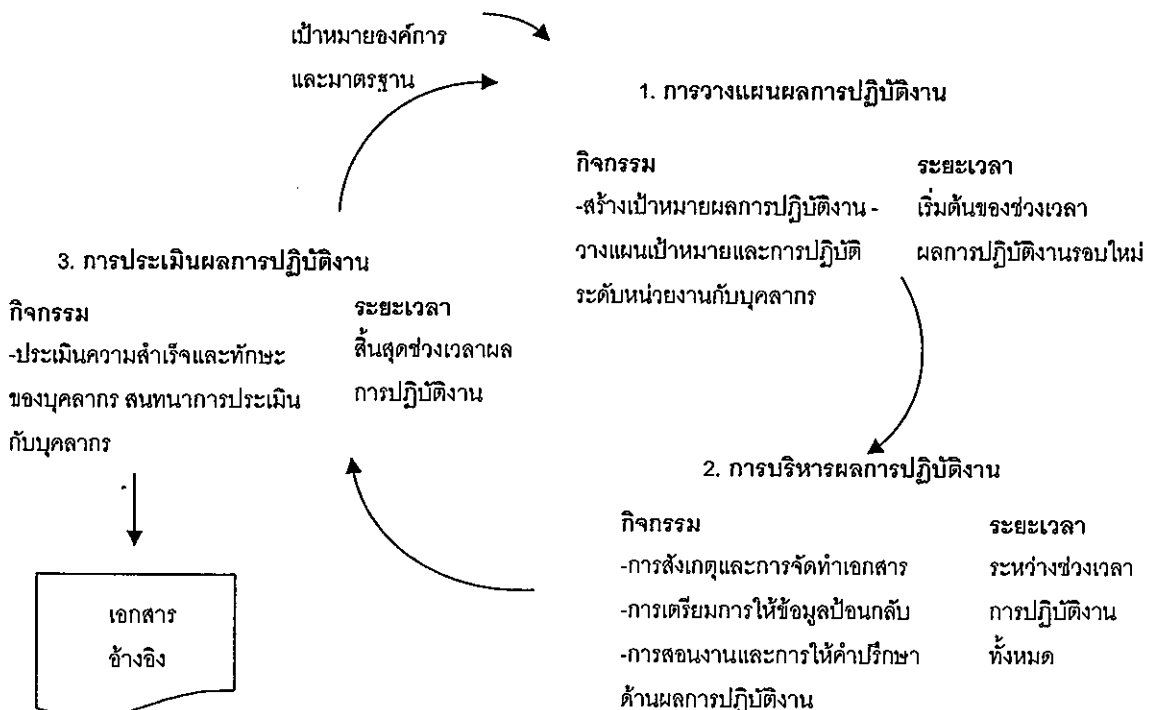 เป้าหมายองค์การ
และมาตรฐาน
1. การวางแผนผลการปฏิบัติงาน
กิจกรรม
-สร้างเป้าหมายผลการปฏิบัติงาน -
วางแผนเป้าหมายและการปฏิบัติ
ระดับหน่วยงานกับบุคลากร
ระยะเวลา
เริ่มต้นของช่วงเวลา
ผลการปฏิบัติงานรอบใหม่
2. การบริหารผลการปฏิบัติงาน
กิจกรรม
-การสังเกตุและการจัดทำเอกสาร
-การเตรียมการให้ข้อมูลป้อนกลับ
-การสอนงานและการให้คำปรึกษา
ด้านผลการปฏิบัติงาน
ระยะเวลา
ระหว่างช่วงเวลา
การปฏิบัติงาน
ทั้งหมด
3. การประเมินผลการปฏิบัติงาน
กิจกรรม
-ประเมินความสำเร็จและทักษะ
ของบุคลากร สนทนาการประเมิน
กับบุคลากร
ระยะเวลา
สิ้นสุดช่วงเวลาผล
การปฏิบัติงาน
เอกสาร
อ้างอิง